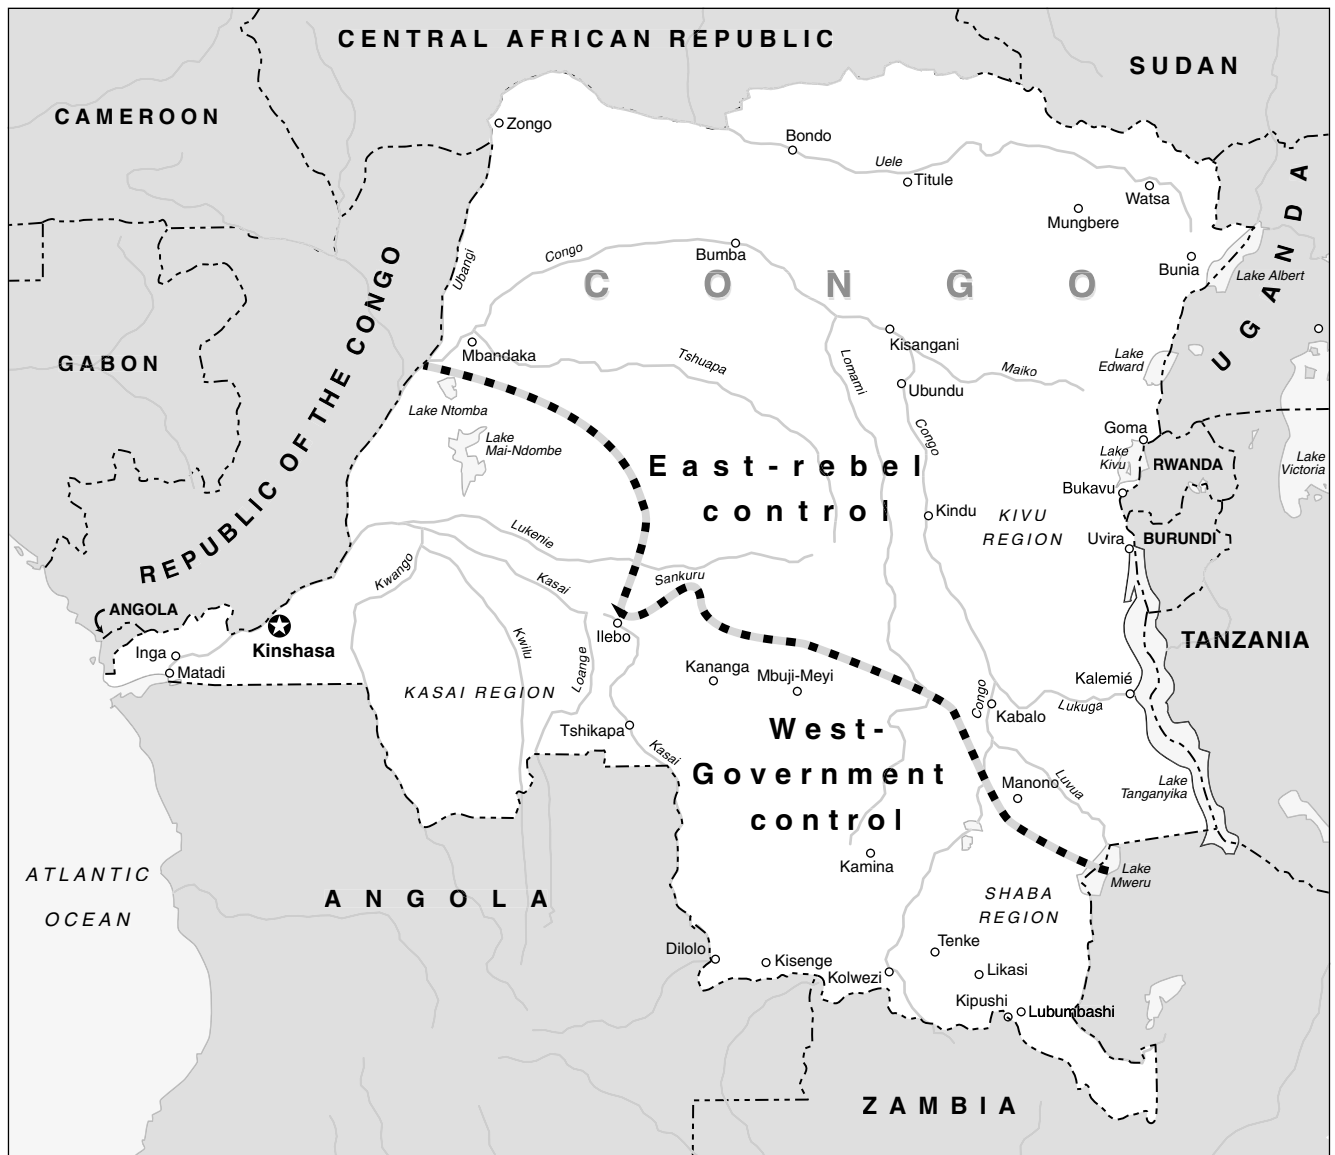 CENTRAL AFRICAN REPUBLIC
SUDAN
CAMEROON
Zongo
Bondo
Uele
Titule
Watsa
Mungbere
UGANDA
Ubangi
Congo
Bumba
Bunia
Lake Albert
CONGO
REPUBLIC OF THE CONGO
GABON
Mbandaka
Tshuapa
Lomami
Kisangani
Maiko
Lake
Edward
Ubundu
Lake Ntomba
Lake
Mai-Ndombe
Congo
Goma
Lake
Kivu
RWANDA
Lake
Victoria
East-rebel
control
Bukavu
Kindu
KIVU
REGION
Uvira
BURUNDI
Lukenie
Kwango
Kasai
Sankuru
ANGOLA
Ilebo
Inga
Matadi
Kinshasa
Kwilu
Loange
TANZANIA
KASAI REGION
Kananga
Mbuji-Meyi
Kalemié
Congo
Kabalo
Lukuga
Tshikapa
Kasai
West-
Government
control
Manono
Luvua
Lake
Tanganyika
Kamina
Lake
Mweru
ATLANTIC
OCEAN
ANGOLA
SHABA
REGION
Dilolo
Kisenge
Kolwezi
Tenke
Likasi
Kipushi
Lubumbashi
ZAMBIA